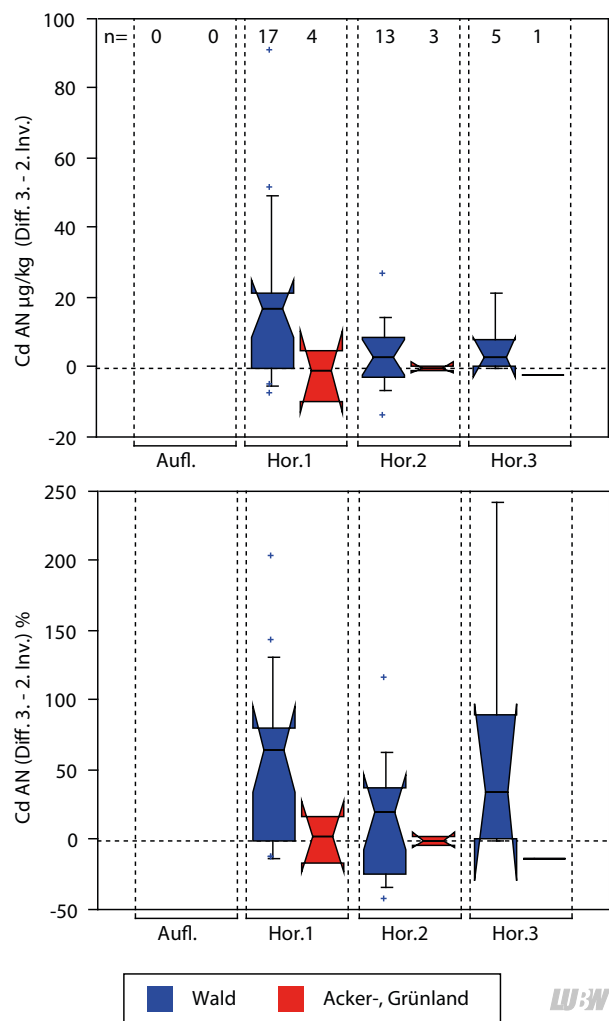 n= 0 0 17 4 13 3 5 1
100
80
60
40
20
0
-20
Cd AN µg/kg (Diff. 3. - 2. Inv.)
Aufl. Hor.1 Hor.2 Hor.3
250
200
150
100
50
0
-50
Cd AN (Diff. 3. - 2. Inv.) %
Aufl. Hor.1 Hor.2 Hor.3
Wald Acker-, Grünland
LUBW